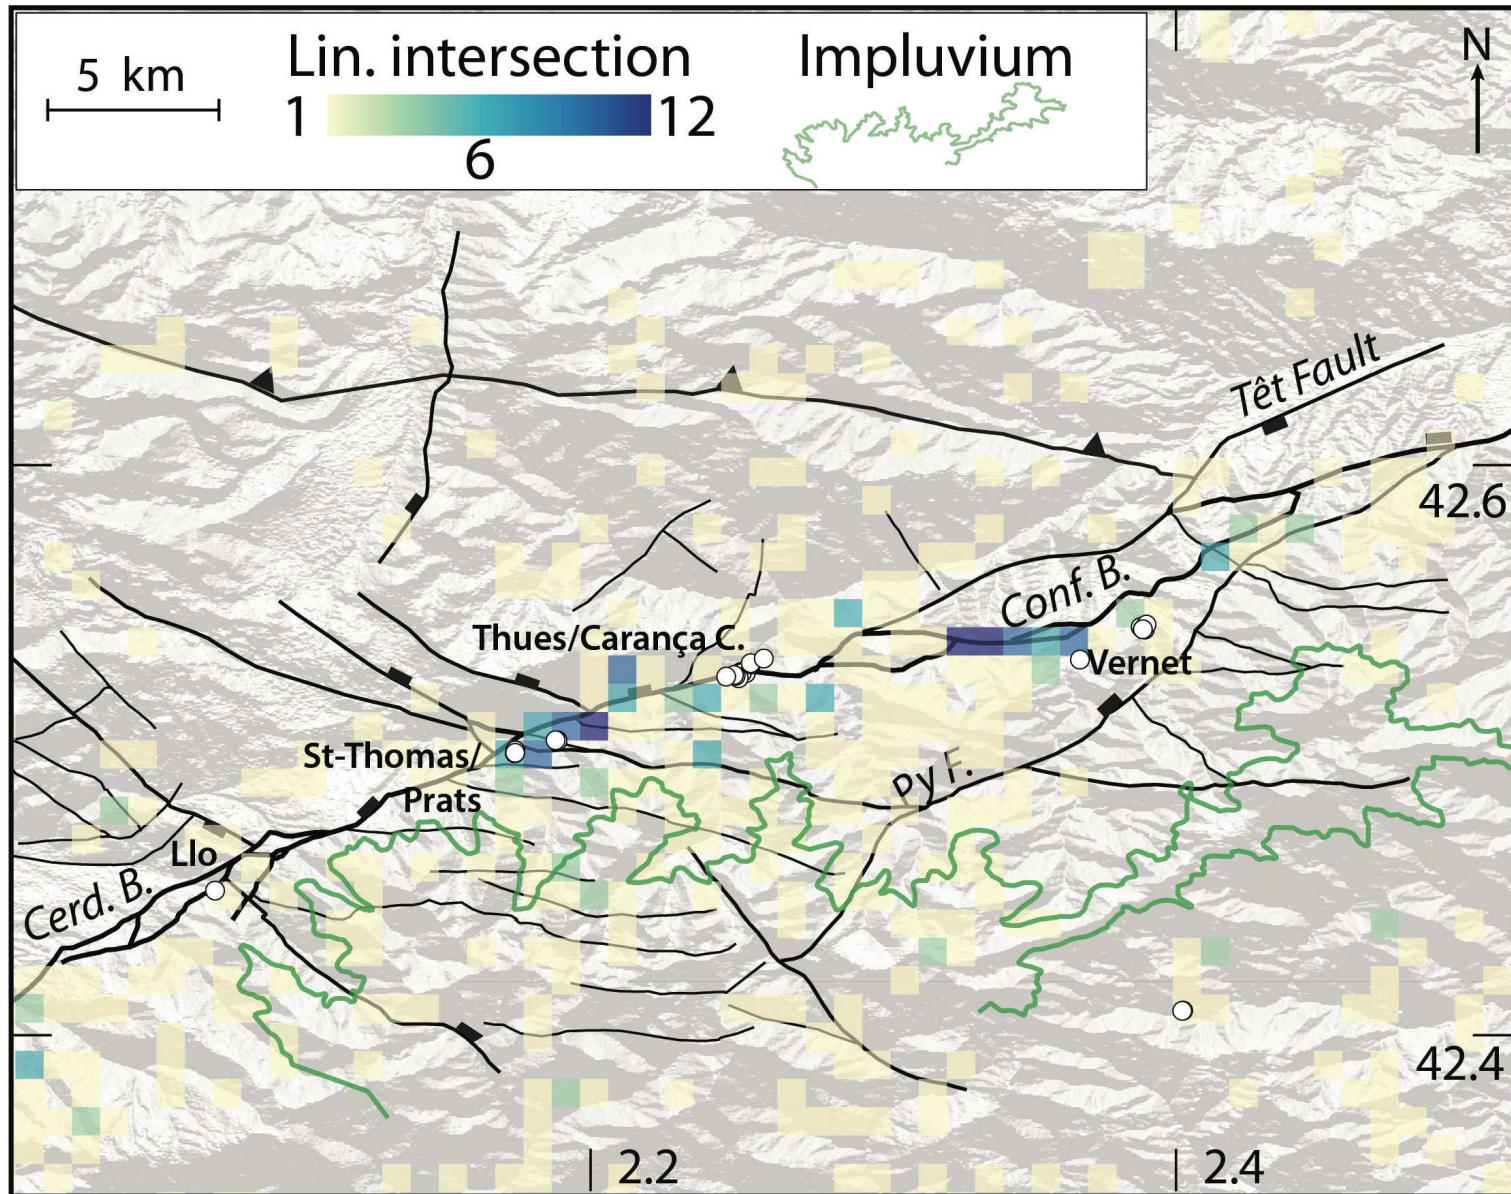 5 km
Lin. intersection
1
12
6
Impluvium
N
Têt Fault
42.6
Conf. B.
Thues/Carança C.
Vernet
St-Thomas/
Prats
Py F.
Llo
Cerd. B.
42.4
2.2
2.4